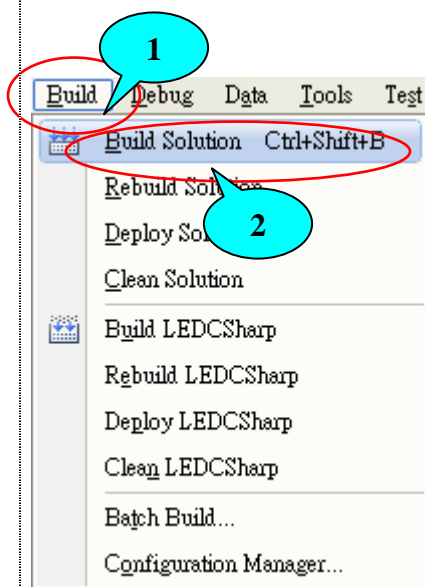 1
Build Debug Data Tools Test
Build Solution Ctrl+Shift+B
Rebuild Solution
2
Deploy
Clean Solution
Build LEDCSharp
Rebuild LEDCSharp
Deploy LEDCSharp
Clean LEDCSharp
Batch Build...
Configuration Manager...